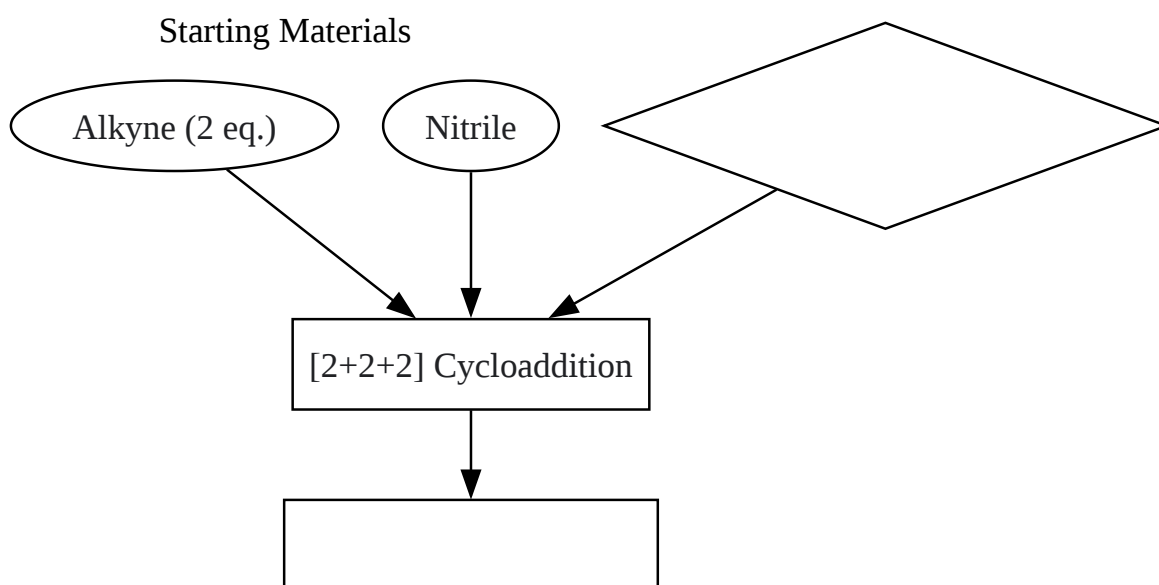 Starting Materials
Alkyne (2 eq.)
Nitrile
[2+2+2] Cycloaddition